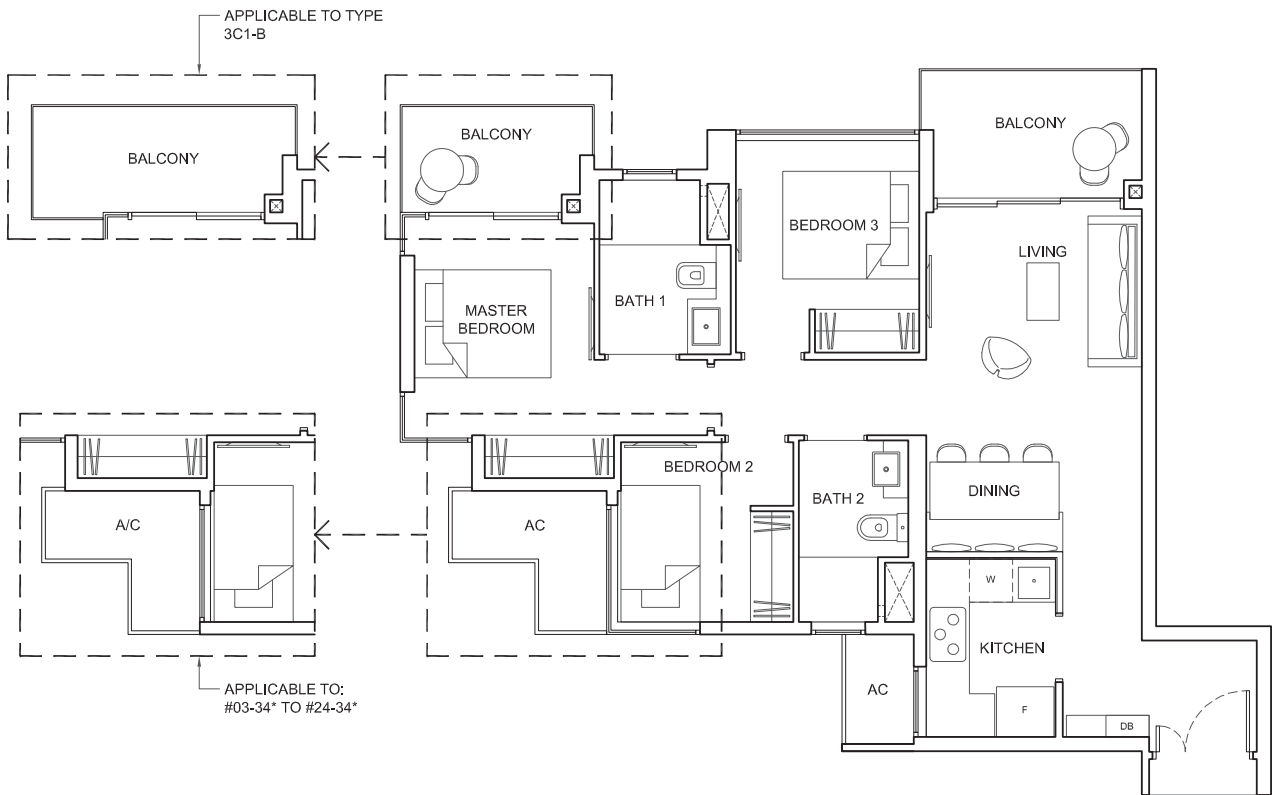 APPLICABLE TO TYPE
3C1-B
BALCONY
BALCONY
BALCONY
BEDROOM 3
LIVING
MASTER
BEDROOM
BATH 1
BEDROOM 2
A/C
AC
BATH 2
DINING
W
KITCHEN
AC
F
DB
APPLICABLE TO:
#03-34* TO #24-34*